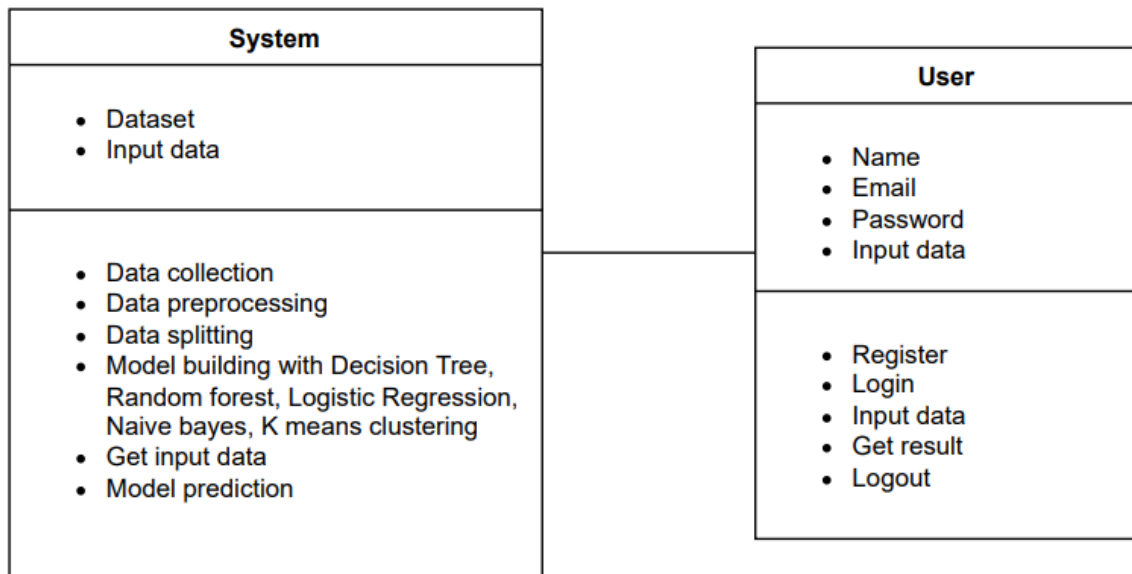 System
Dataset
Input data
Data collection
Data preprocessing
Data splitting
Model building with Decision Tree,
Random forest, Logistic Regression,
Naive bayes, K means clustering
Get input data
Model prediction
User
Name
Email
Password
Input data
Register
Login
Input data
Get result
Logout